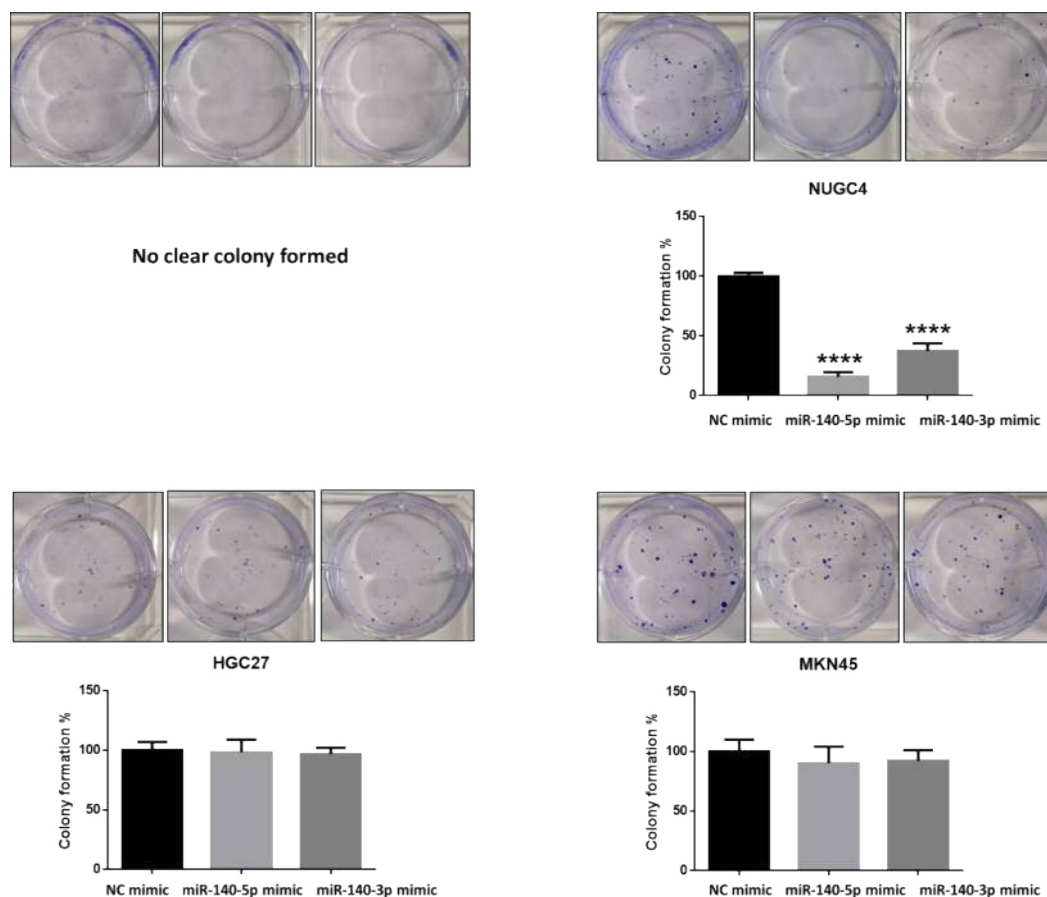 No clear colony formed
NUGC4
Colony formation %
150
100
50
0
****
****
NC mimic miR-140-5p mimic miR-140-3p mimic
HGC27
Colony formation %
150
100
50
0
NC mimic miR-140-5p mimic miR-140-3p mimic
MKN45
Colony formation %
150
100
50
0
NC mimic miR-140-5p mimic miR-140-3p mimic